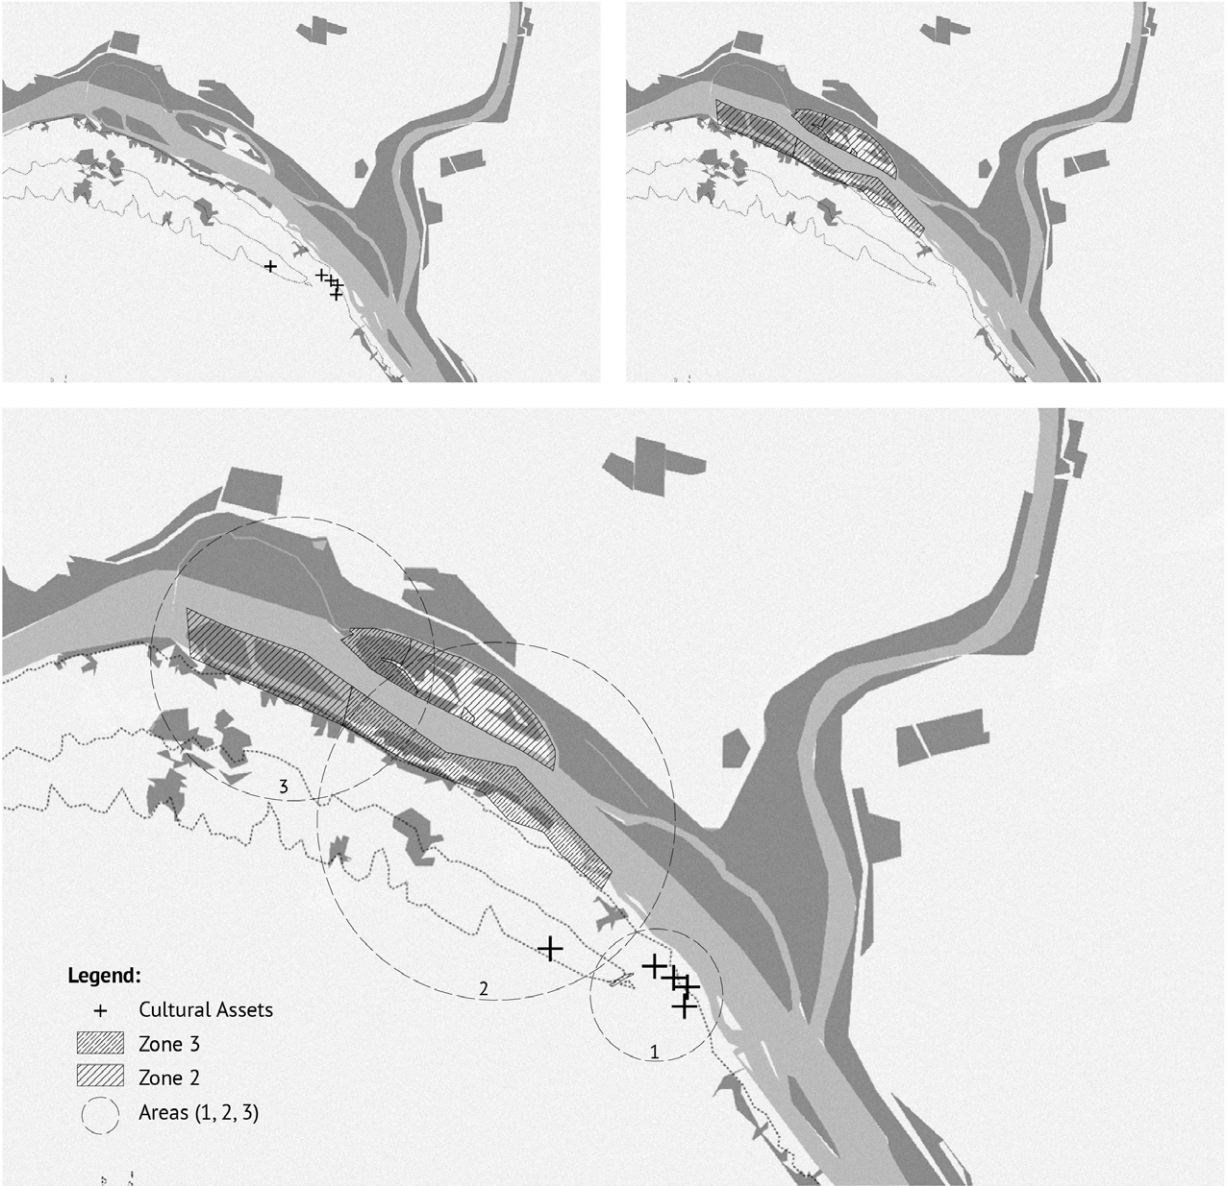 3
2
1
Legend:
Cultural Assets
Zone 3
Zone 2
Areas (1, 2, 3)